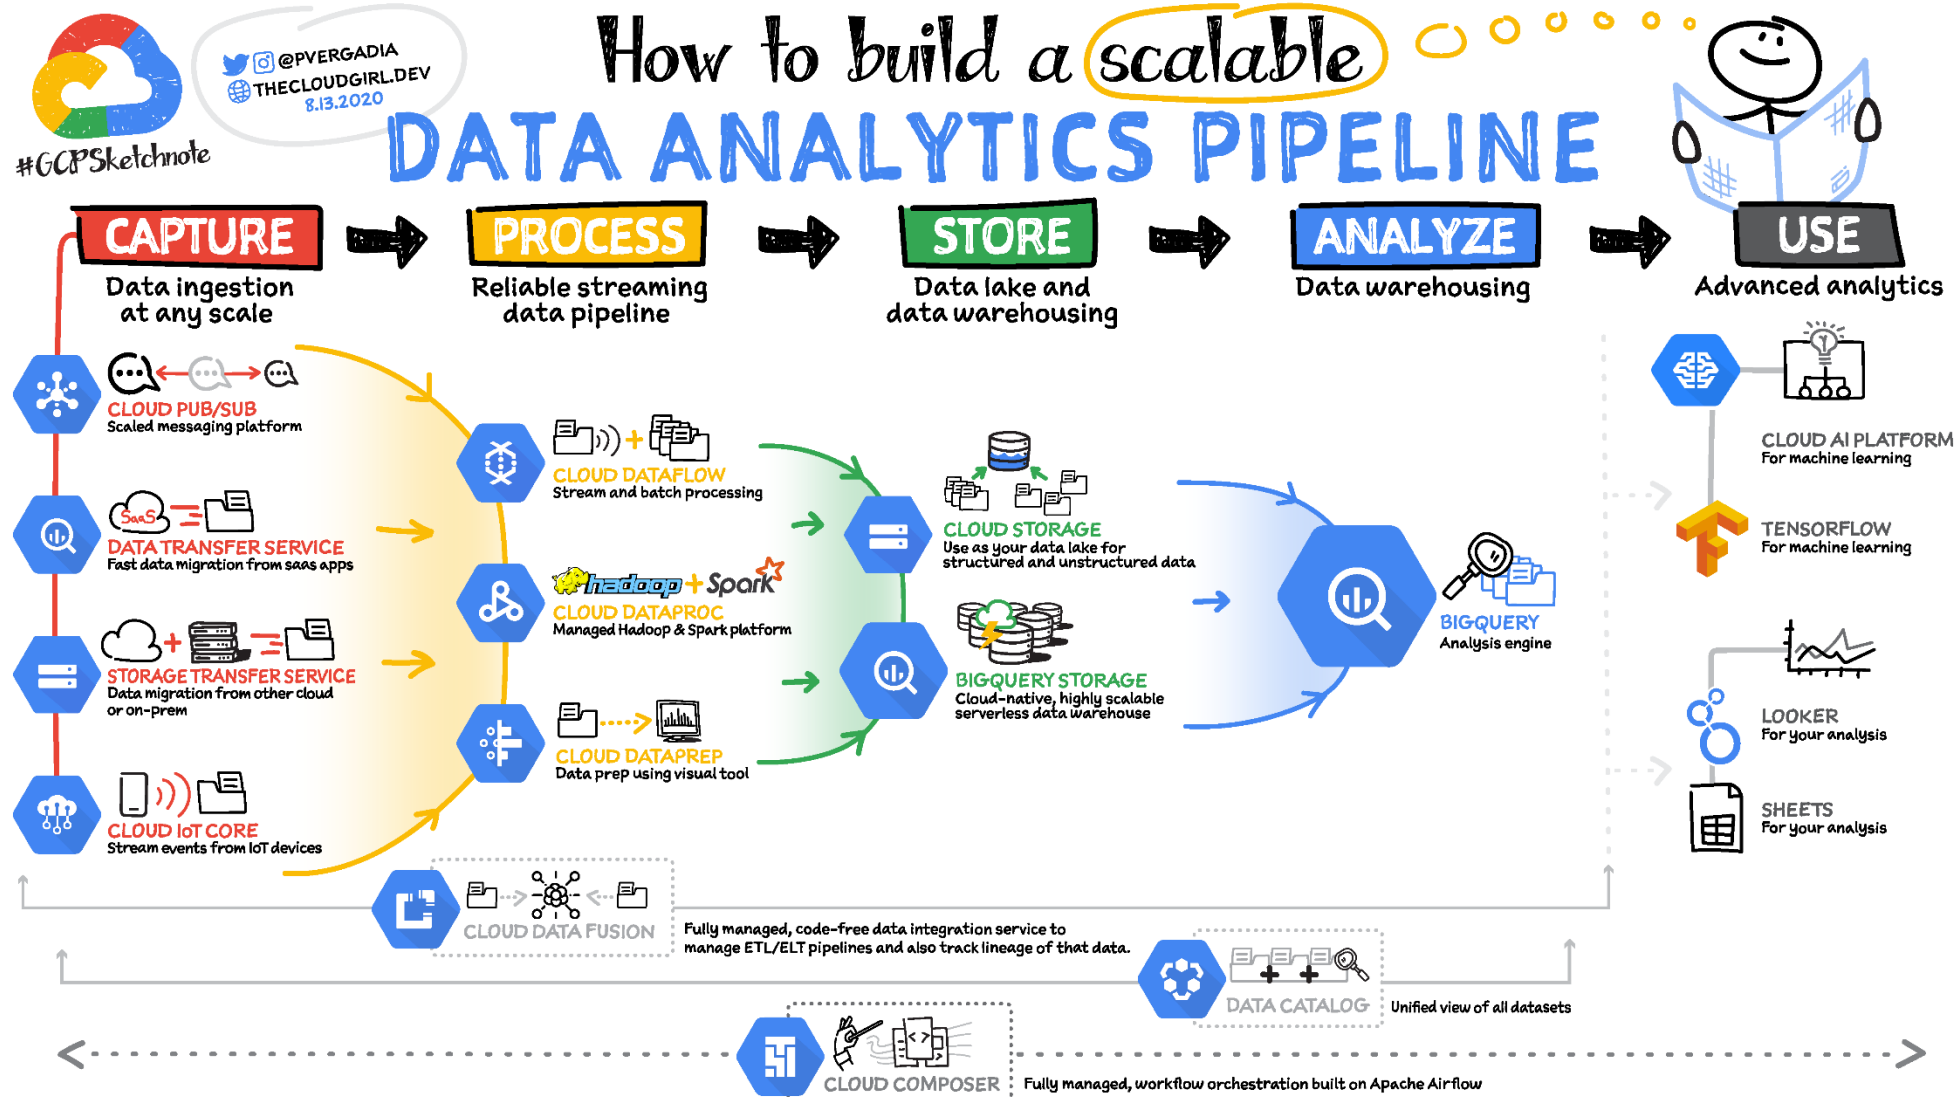 #GCPSketchnote
@PVERGADIA
THECLOUDGIRL.DEV
8.13.2020
How to build a scalable
DATA ANALYTICS PIPELINE
CAPTURE
Data ingestion
at any scale
CLOUD PUB/SUB
Scaled messaging platform
SaaS
DATA TRANSFER SERVICE
Fast data migration from saas apps
STORAGE TRANSFER SERVICE
Data migration from other cloud
or on-prem
CLOUD IoT CORE
Stream events from IoT devices
PROCESS
Reliable streaming
data pipeline
CLOUD DATAFLOW
Stream and batch processing
hadoop + Spark
CLOUD DATAPROC
Managed Hadoop & Spark platform
CLOUD DATAPREP
Data prep using visual tool
STORE
Data lake and
data warehousing
CLOUD STORAGE
Use as your data lake for
structured and unstructured data
BIGQUERY STORAGE
Cloud-native, highly scalable
serverless data warehouse
ANALYZE
Data warehousing
BIGQUERY
Analysis engine
USE
Advanced analytics
CLOUD AI PLATFORM
For machine learning
TENSORFLOW
For machine learning
LOOKER
For your analysis
SHEETS
For your analysis
CLOUD DATA FUSION
Fully managed, code-free data integration service to
manage ETL/ELT pipelines and also track lineage of that data.
DATA CATALOG
Unified view of all datasets
CLOUD COMPOSER
Fully managed, workflow orchestration built on Apache Airflow